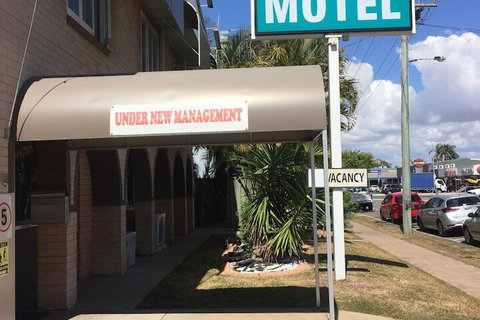 MOTEL
UNDER NEW MANAGEMENT
VACANCY
5